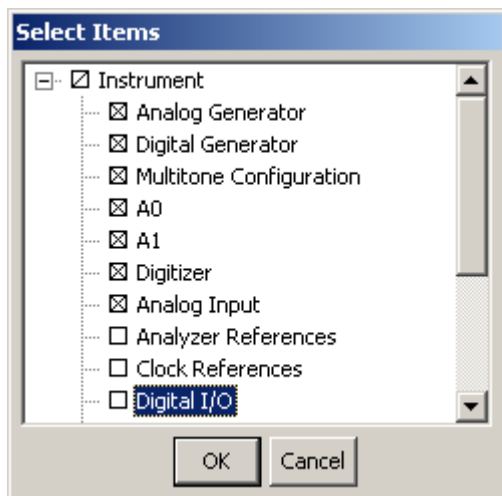 Select Items
Instrument
Analog Generator
Digital Generator
Multitone Configuration
A0
A1
Digitizer
Analog Input
Analyzer References
Clock References
Digital I/O
OK Cancel